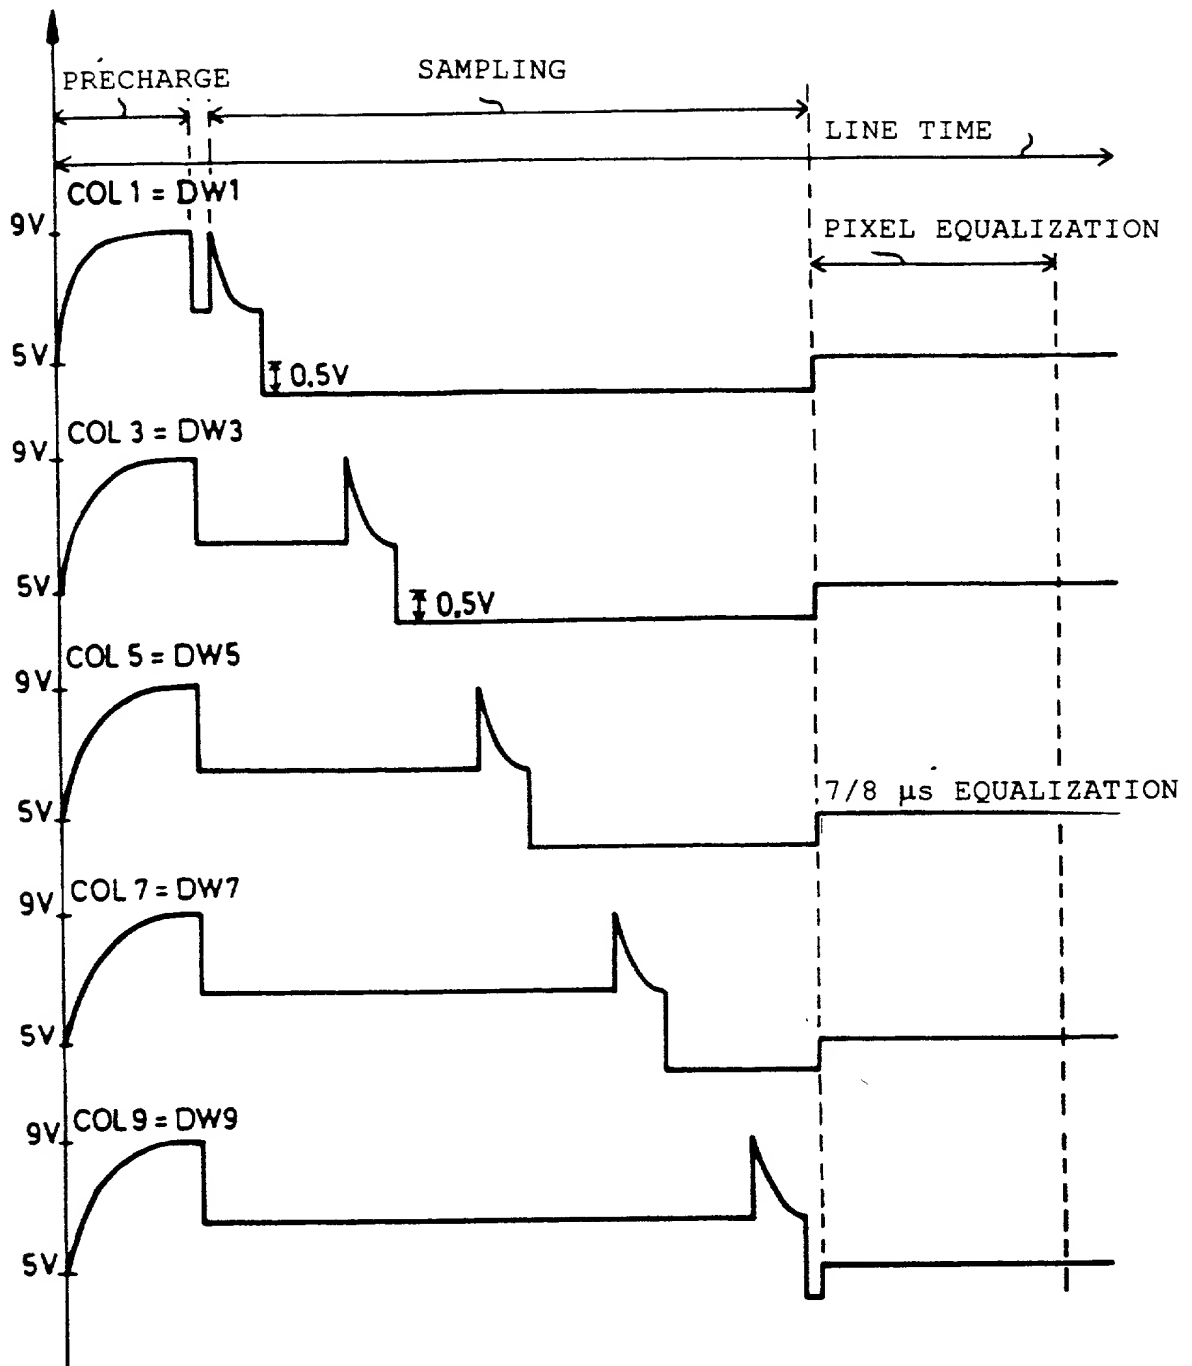 PRECHARGE
SAMPLING
LINE TIME
COL 1 = DW1
9V
PIXEL EQUALIZATION
5V
0.5V
COL 3 = DW3
9V
5V
0.5V
COL 5 = DW5
9V
7/8 µs EQUALIZATION
5V
COL 7 = DW7
9V
5V
COL 9 = DW9
9V
5V